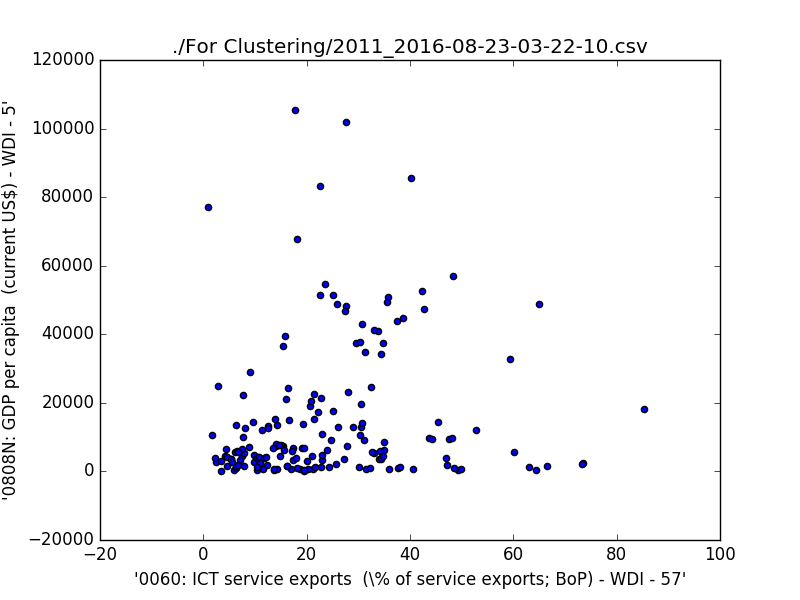 ./For Clustering/2011_2016-08-23-03-22-10.csv
120000
100000
80000
60000
40000
20000
0
−20000
'0808N: GDP per capita (current US$) - WDI - 5'
−20 0 20 40 60 80 100
'0060: ICT service exports (\% of service exports; BoP) - WDI - 57'